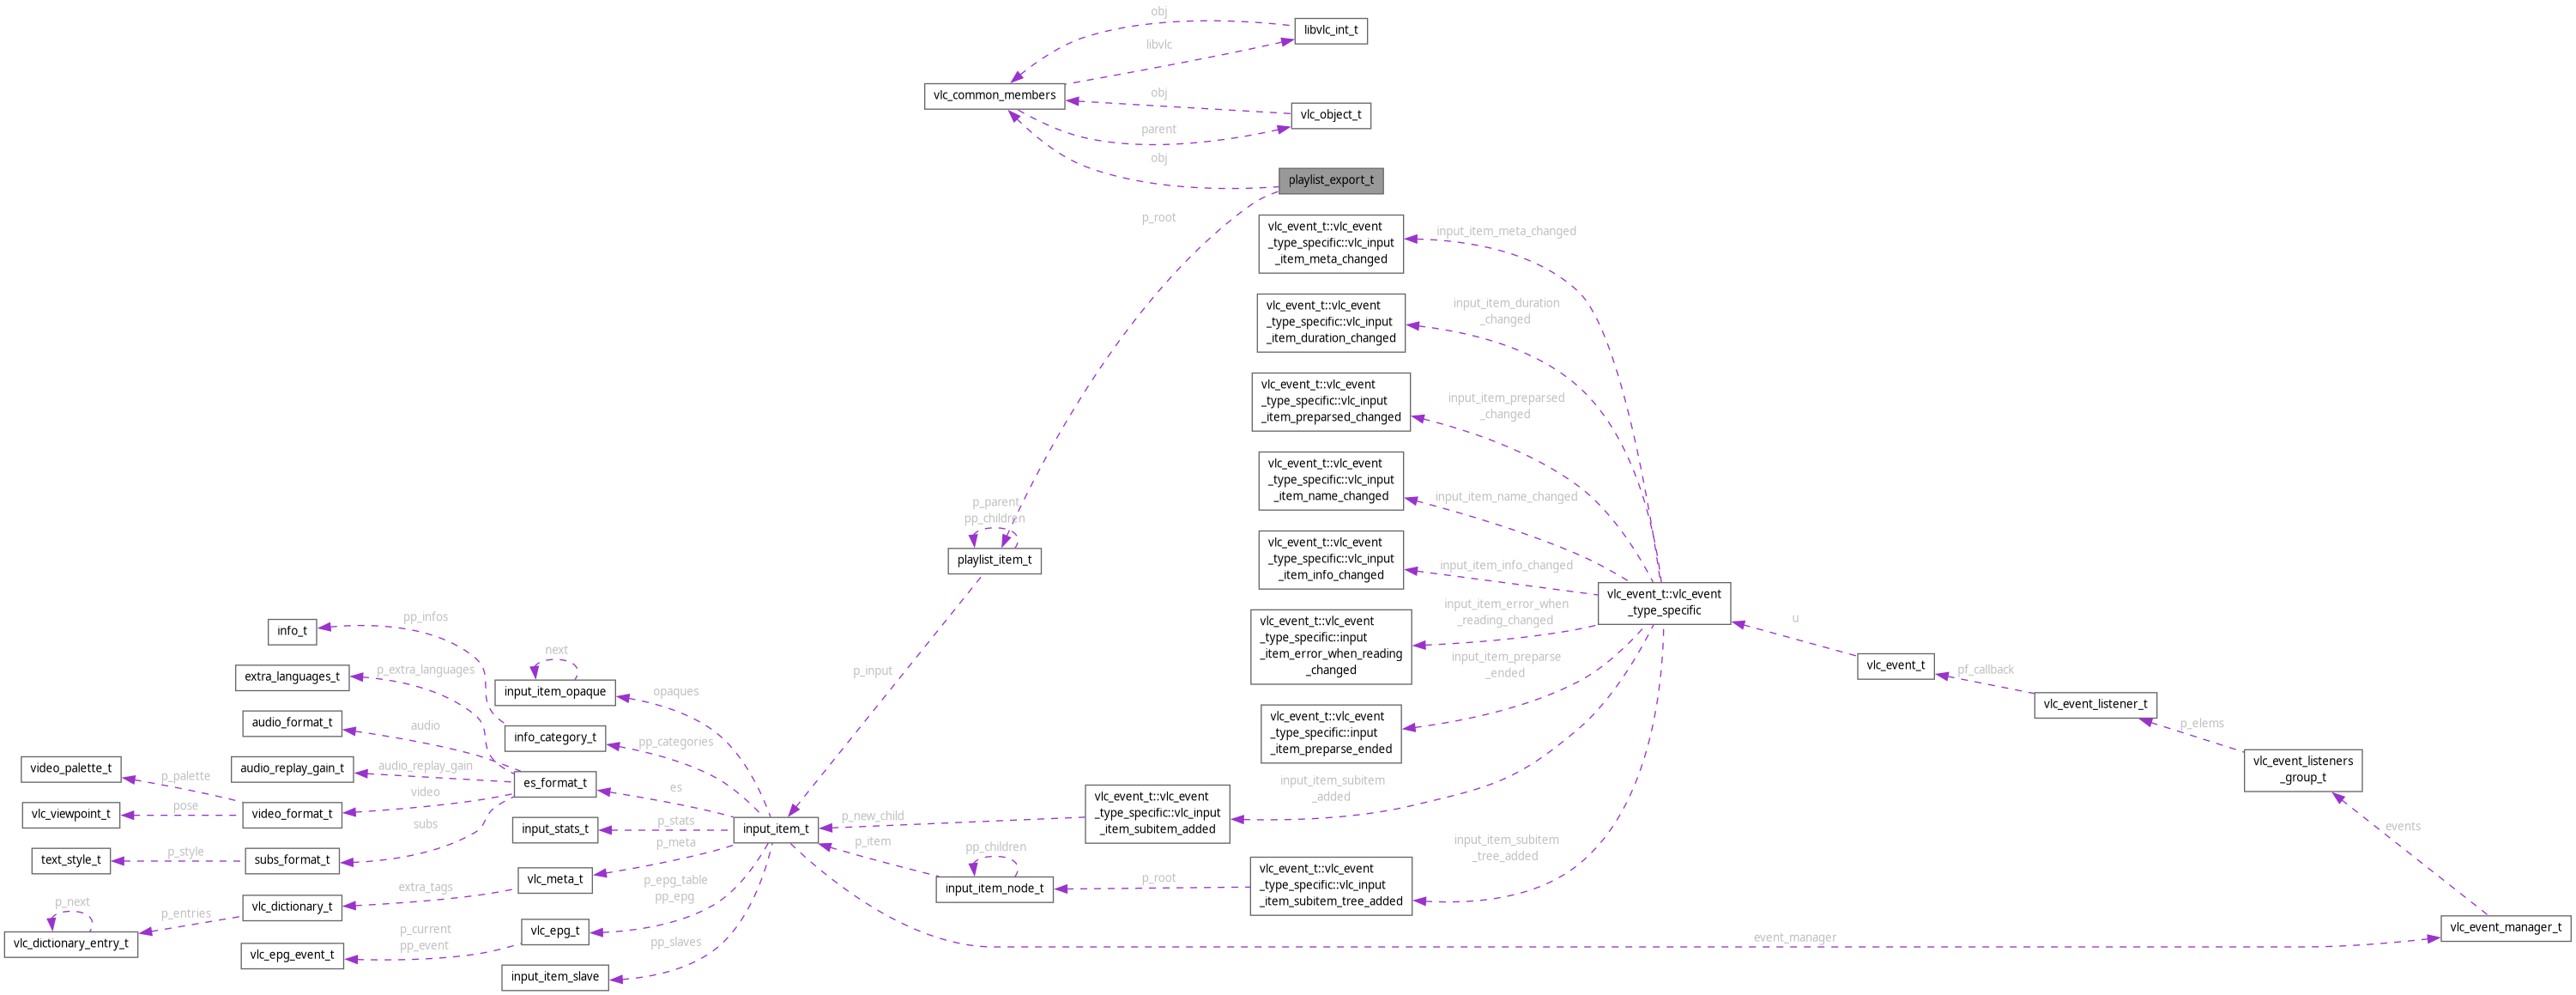 obj
libvlc_int_t
libvlc
vlc_common_members
obj
vlc_object_t
parent
obj
playlist_export_t
p_root
vlc_event_t::vlc_event
_type_specific::vlc_input
_item_meta_changed
input_item_meta_changed
vlc_event_t::vlc_event
_type_specific::vlc_input
_item_duration_changed
input_item_duration
_changed
vlc_event_t::vlc_event
_type_specific::vlc_input
_item_preparsed_changed
input_item_preparsed
_changed
vlc_event_t::vlc_event
_type_specific::vlc_input
_item_name_changed
input_item_name_changed
p_parent
pp_children
playlist_item_t
vlc_event_t::vlc_event
_type_specific::vlc_input
_item_info_changed
input_item_info_changed
vlc_event_t::vlc_event
_type_specific
vlc_event_t::vlc_event
_type_specific::input
_item_error_when_reading
_changed
input_item_error_when
_reading_changed
u
vlc_event_t
pf_callback
vlc_event_listener_t
p_elems
vlc_event_listeners
_group_t
events
vlc_event_manager_t
event_manager
vlc_event_t::vlc_event
_type_specific::input
_item_preparse_ended
input_item_preparse
_ended
vlc_event_t::vlc_event
_type_specific::vlc_input
_item_subitem_added
input_item_subitem
_added
vlc_event_t::vlc_event
_type_specific::vlc_input
_item_subitem_tree_added
input_item_subitem
_tree_added
p_root
p_input
p_new_child
p_item
pp_children
input_item_node_t
input_item_t
info_t
pp_infos
extra_languages_t
p_extra_languages
next
input_item_opaque
opaques
audio_format_t
audio
info_category_t
pp_categories
video_palette_t
p_palette
audio_replay_gain_t
audio_replay_gain
es_format_t
es
vlc_viewpoint_t
pose
video_format_t
video
input_stats_t
p_stats
text_style_t
p_style
subs_format_t
subs
vlc_meta_t
p_meta
p_next
vlc_dictionary_entry_t
p_entries
vlc_dictionary_t
extra_tags
vlc_epg_t
p_epg_table
pp_epg
vlc_epg_event_t
p_current
pp_event
input_item_slave
pp_slaves